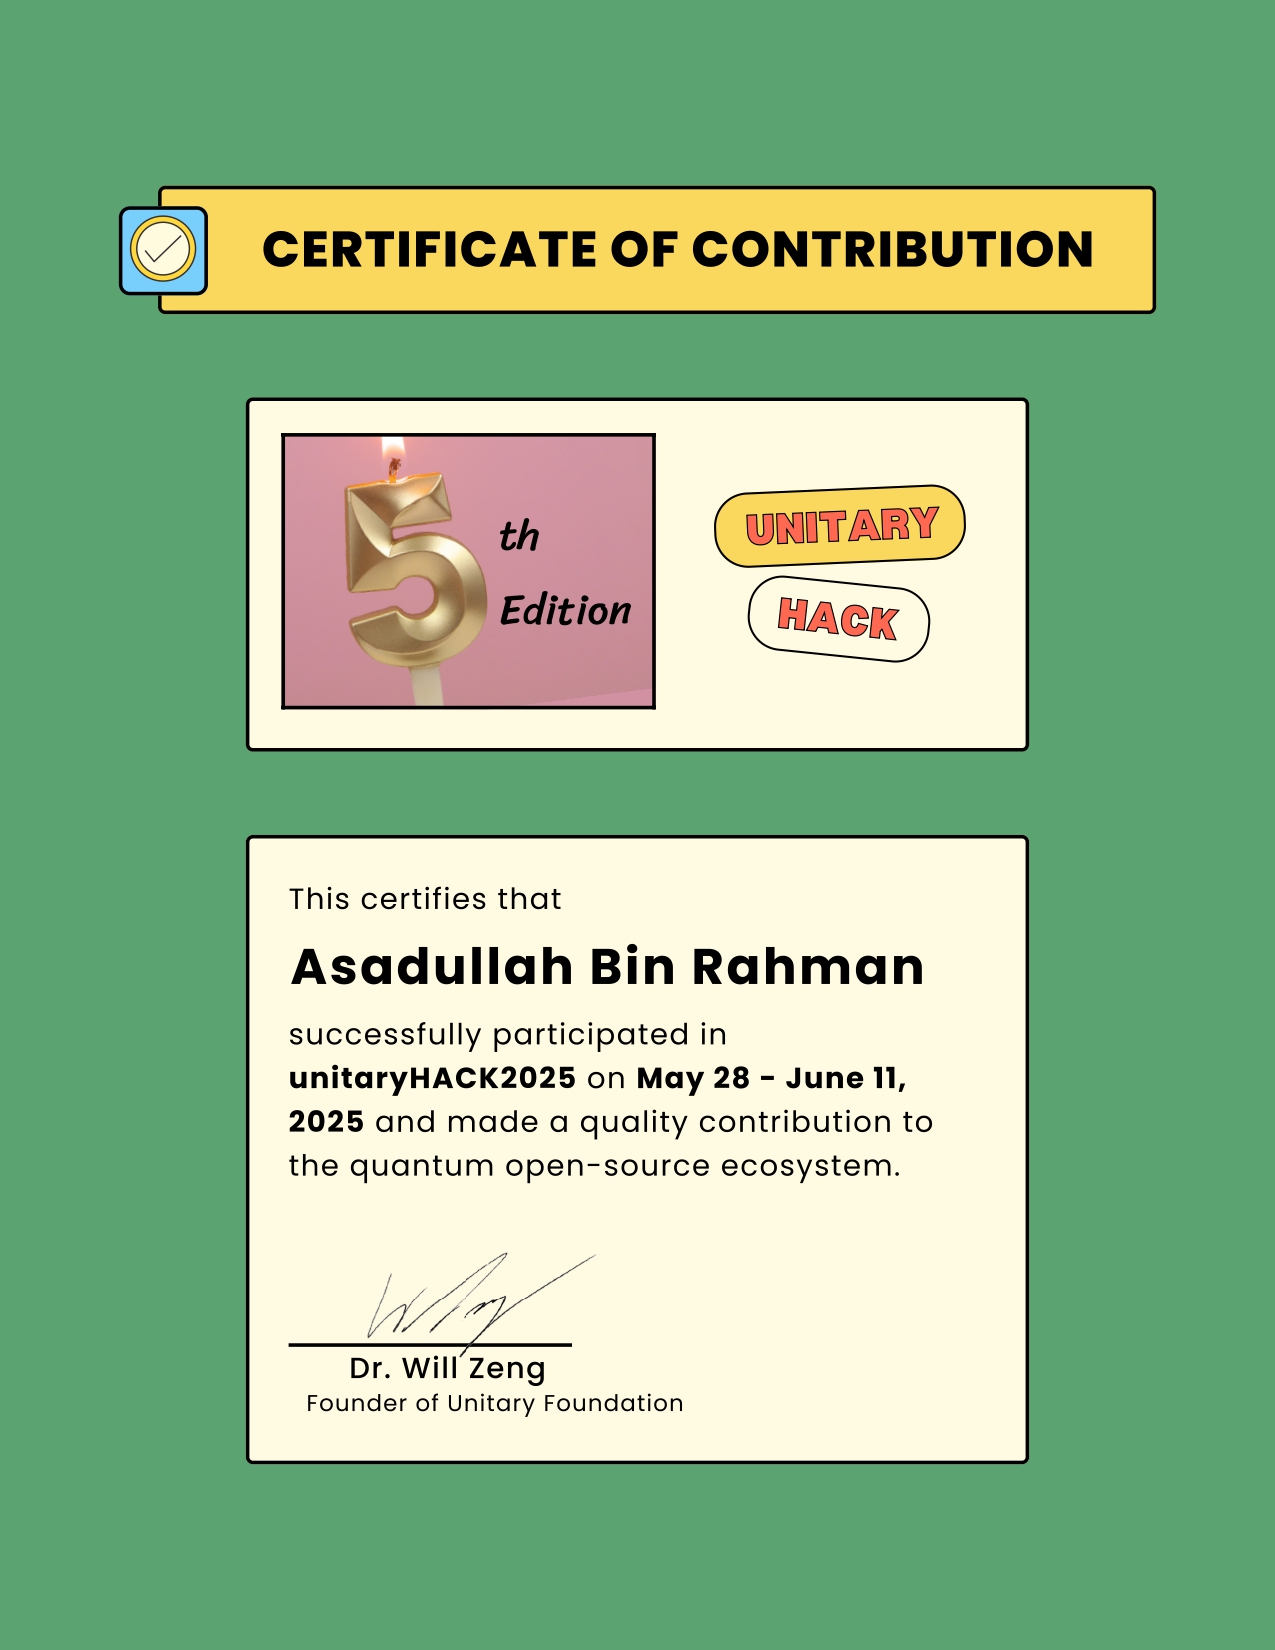 CERTIFICATE OF CONTRIBUTION
5 th
Edition
UNITARY
HACK
This certifies that
Asadullah Bin Rahman
successfully participated in
unitaryHACK2025 on May 28 - June 11,
2025 and made a quality contribution to
the quantum open-source ecosystem.
Dr. Will Zeng
Founder of Unitary Foundation